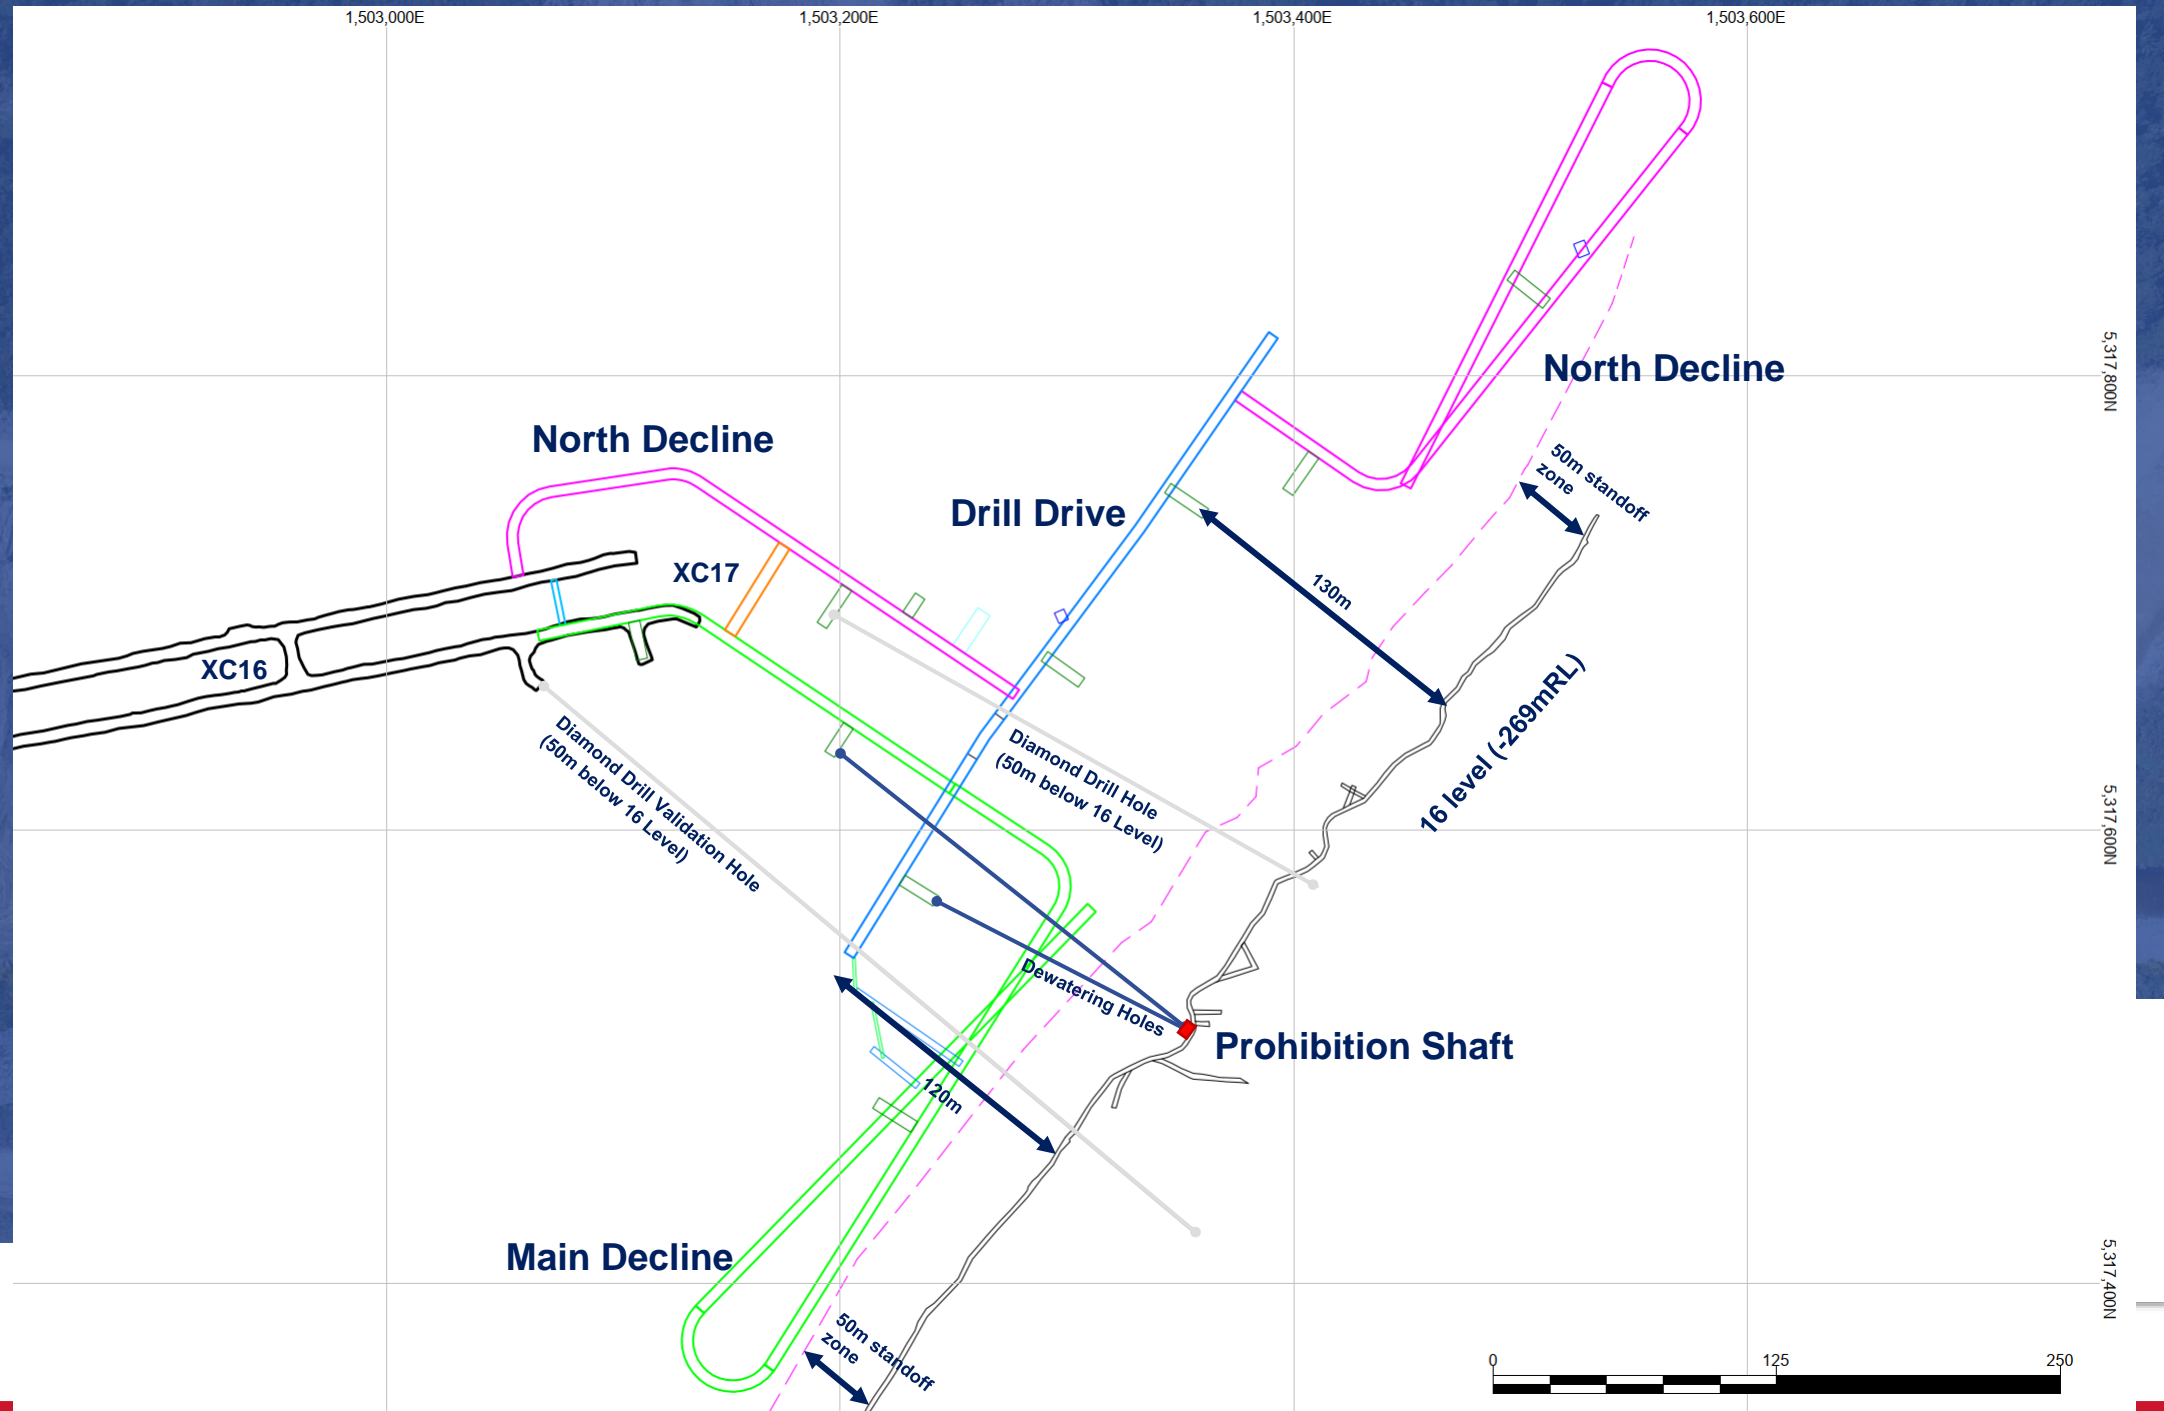 1,503,000E
1,503,200E
1,503,400E
1,503,600E
5,317,800N
North Decline
North Decline
50m standoff
zone
Drill Drive
XC17
130m
XC16
16 level (-269mRL)
Diamond Drill Validation Hole
(50m below 16 Level)
Diamond Drill Hole
(50m below 16 Level)
5,317,600N
Dewatering Holes
Prohibition Shaft
120m
Main Decline
5,317,400N
50m standoff
zone
0
125
250